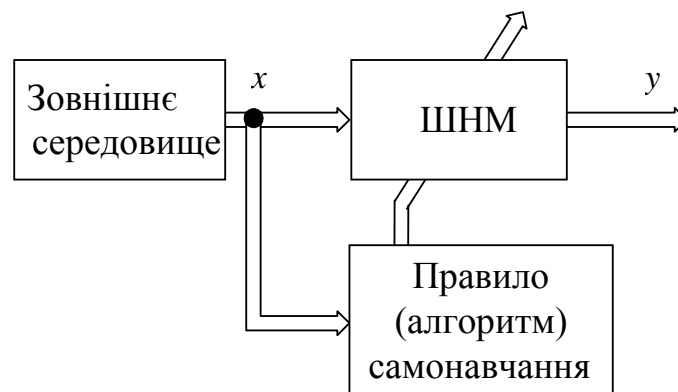 x
y
Зовнішнє
середовище
ШНМ
Правило
(алгоритм)
самонавчання